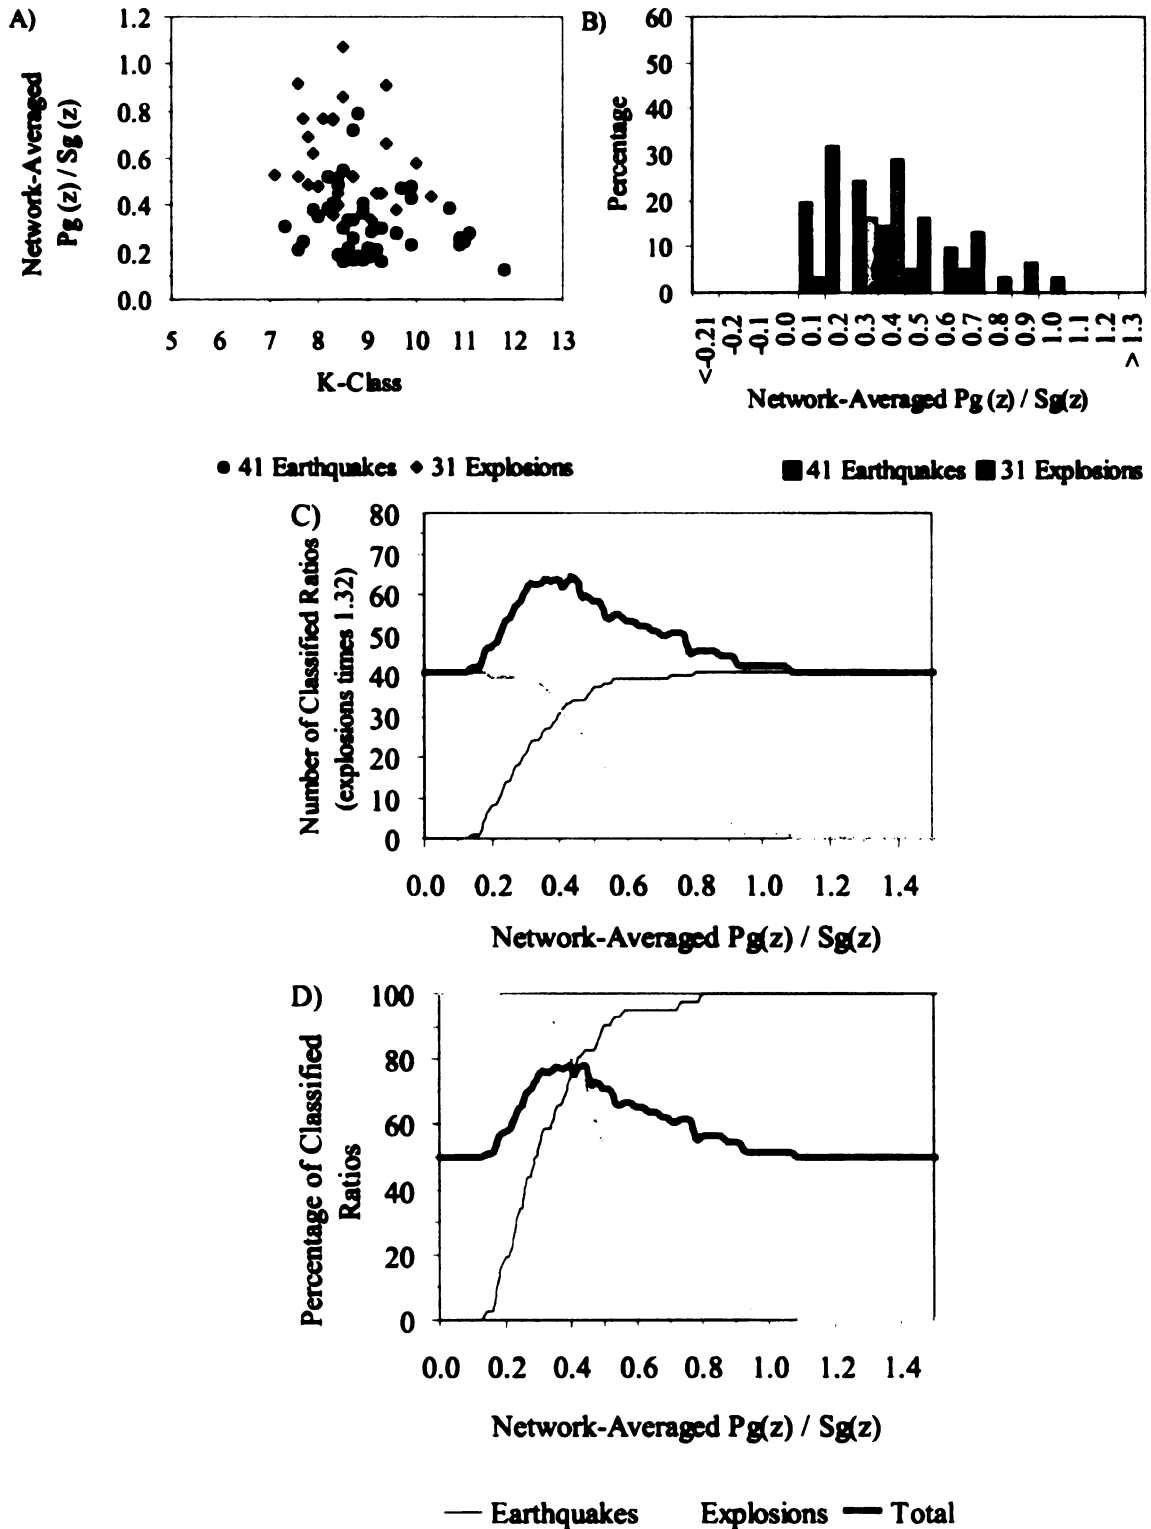 A)
Network-Averaged
Pg (z) / Sg (z)
1.2
1.0
0.8
0.6
0.4
0.2
0.0
5 6 7 8 9 10 11 12 13
K-Class
● 41 Earthquakes ◆ 31 Explosions
B)
Percentage
60
50
40
30
20
10
0
<-0.21 -0.2 -0.1 0.0 0.1 0.2 0.3 0.4 0.5 0.6 0.7 0.8 0.9 1.0 1.1 1.2 > 1.3
Network-Averaged Pg (z) / Sg(z)
■ 41 Earthquakes ■ 31 Explosions
C)
Number of Classified Ratios
(explosions times 1.32)
80
70
60
50
40
30
20
10
0
0.0 0.2 0.4 0.6 0.8 1.0 1.2 1.4
Network-Averaged Pg(z) / Sg(z)
D)
Percentage of Classified
Ratios
100
80
60
40
20
0
0.0 0.2 0.4 0.6 0.8 1.0 1.2 1.4
Network-Averaged Pg(z) / Sg(z)
Earthquakes Explosions Total